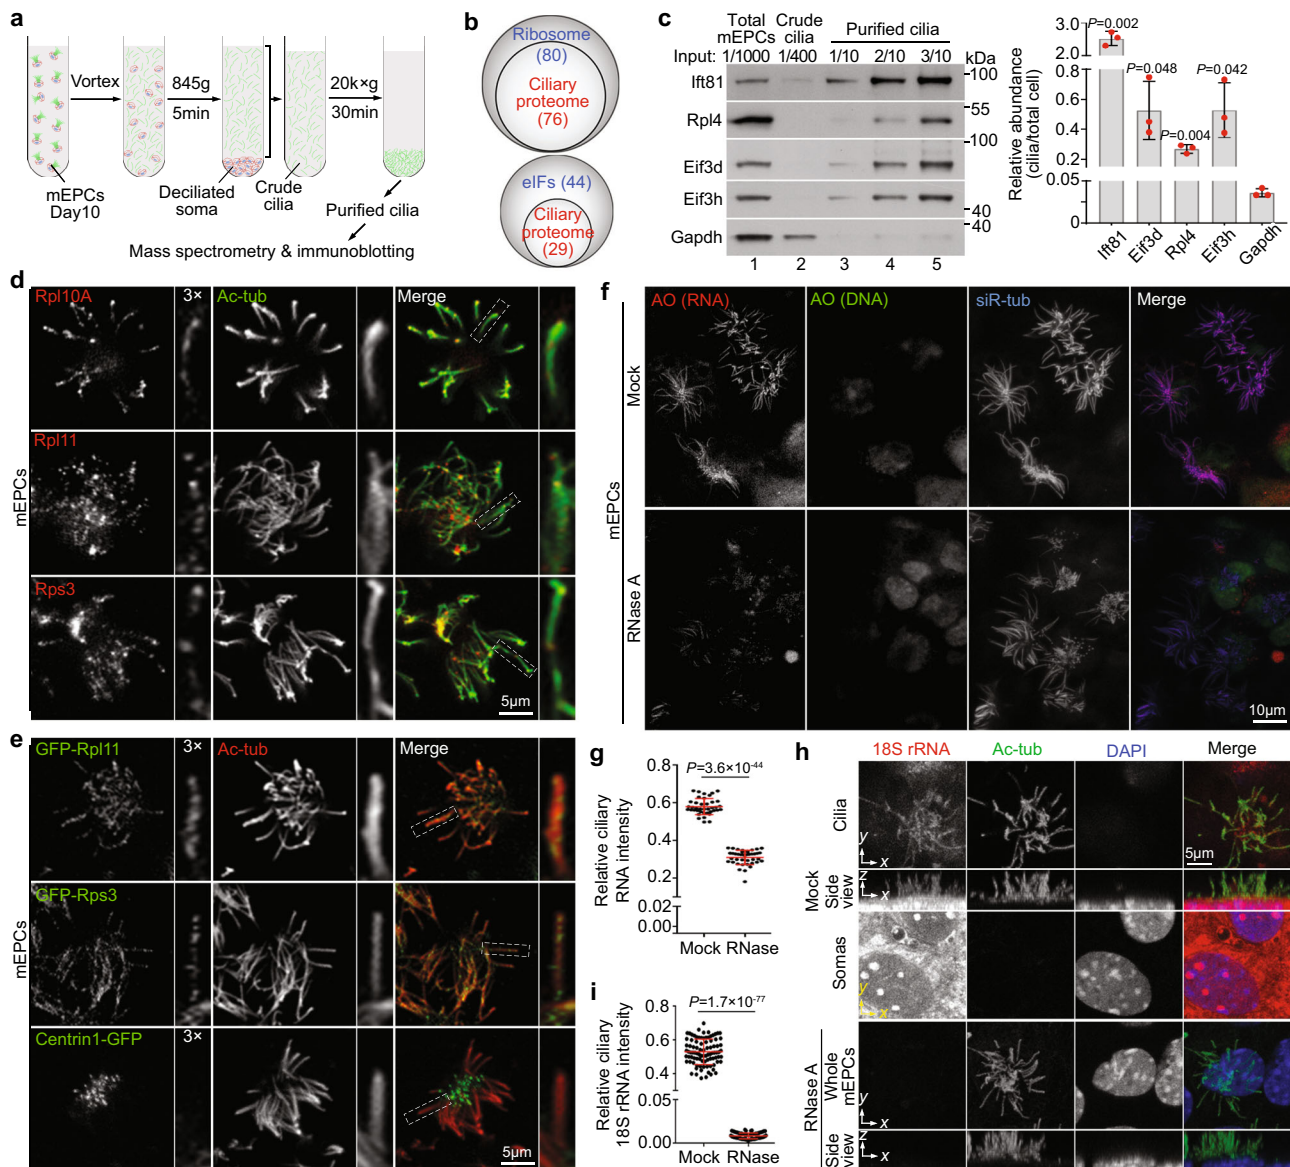 a
Vortex
845g
5min
20k×g
30min
mEPCs
Day10
Deciliated
soma
Crude
cilia
Purified cilia
Mass spectrometry & immunoblotting
b
Ribosome
(80)
Ciliary
proteome
(76)
eIFs (44)
Ciliary
proteome
(29)
c
Total
mEPCs
Crude
cilia
Purified cilia
Input:
1/1000
1/400
1/10
2/10
3/10
kDa
Ift81
100
Rpl4
55
100
Eif3d
Eif3h
40
Gapdh
40
1
2
3
4
5
Relative abundance
(cilia/total cell)
3.0
2.0
0.8
0.6
0.4
0.2
0.05
0
P=0.002
P=0.048
P=0.004
P=0.042
Ift81
Eif3d
Rpl4
Eif3h
Gapdh
d
mEPCs
Rpl10A
3×
Ac-tub
Merge
Rpl11
Rps3
5µm
e
mEPCs
GFP-Rpl11
3×
Ac-tub
Merge
GFP-Rps3
Centrin1-GFP
3×
5µm
f
mEPCs
Mock
RNase A
AO (RNA)
AO (DNA)
siR-tub
Merge
10µm
g
Relative ciliary
RNA intensity
0.8
0.6
0.4
0.2
0.02
0.00
P=3.6×10-44
Mock
RNase
h
18S rRNA
Ac-tub
DAPI
Merge
Mock
Cilia
y
x
5µm
Side
view
z
x
Somas
y
x
RNase A
Whole
mEPCs
y
x
Side
view
z
x
i
Relative ciliary
18S rRNA intensity
0.8
0.6
0.4
0.05
0.00
P=1.7×10-77
Mock
RNase